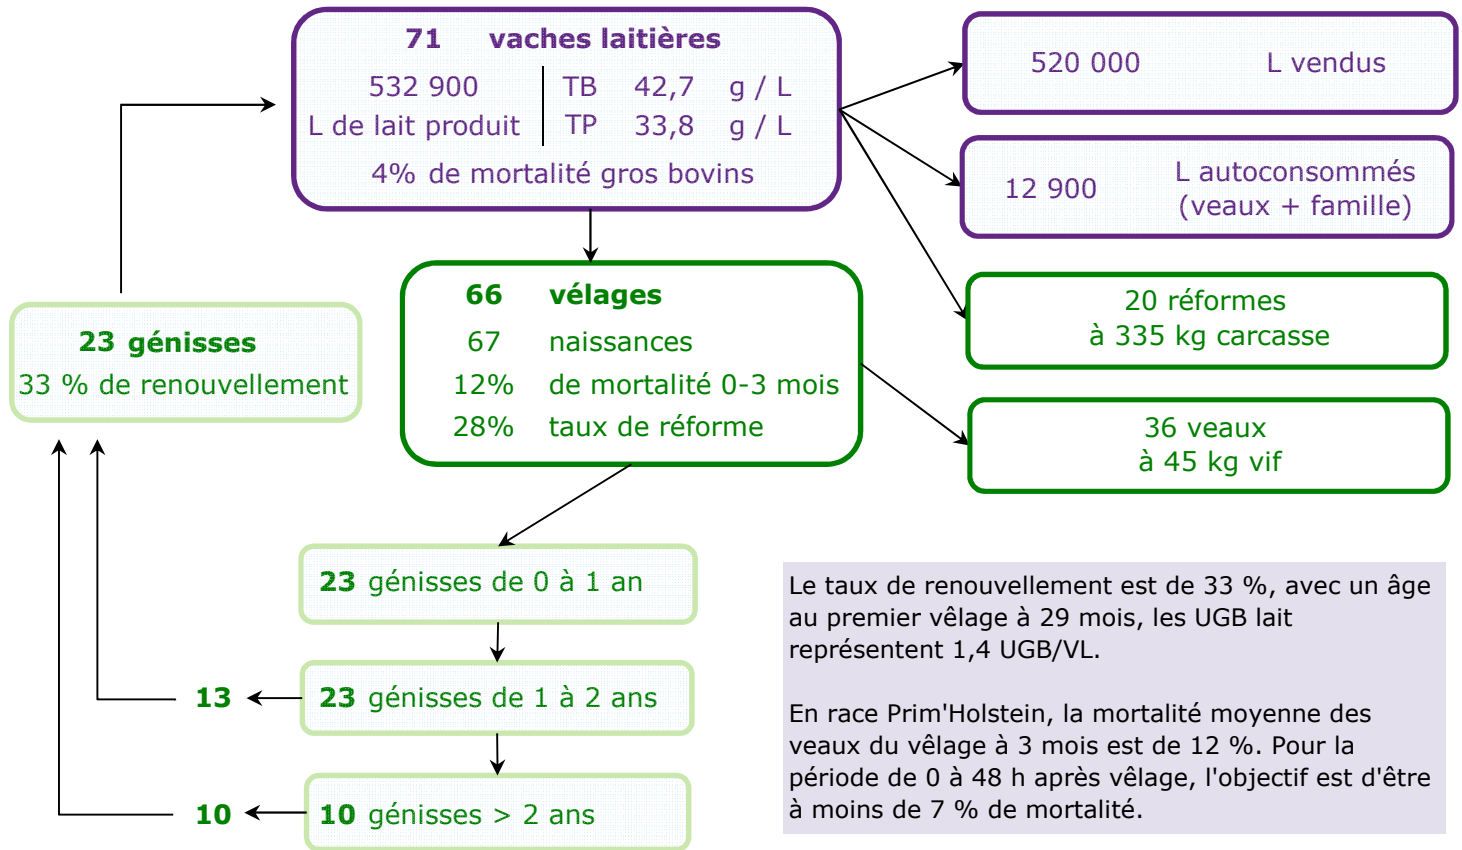 71 vaches laitières
532 900 TB 42,7 g / L
L de lait produit TP 33,8 g / L
4% de mortalité gros bovins
520 000 L vendus
12 900 L autoconsommés
(veaux + famille)
20 réformes
à 335 kg carcasse
36 veaux
à 45 kg vif
66 vélages
67 naissances
12% de mortalité 0-3 mois
28% taux de réforme
23 génisses
33 % de renouvellement
23 génisses de 0 à 1 an
13
23 génisses de 1 à 2 ans
10
10 génisses > 2 ans
Le taux de renouvellement est de 33 %, avec un âge
au premier vêlage à 29 mois, les UGB lait
représentent 1,4 UGB/VL.
En race Prim'Holstein, la mortalité moyenne des
veaux du vêlage à 3 mois est de 12 %. Pour la
période de 0 à 48 h après vêlage, l'objectif est d'être
à moins de 7 % de mortalité.